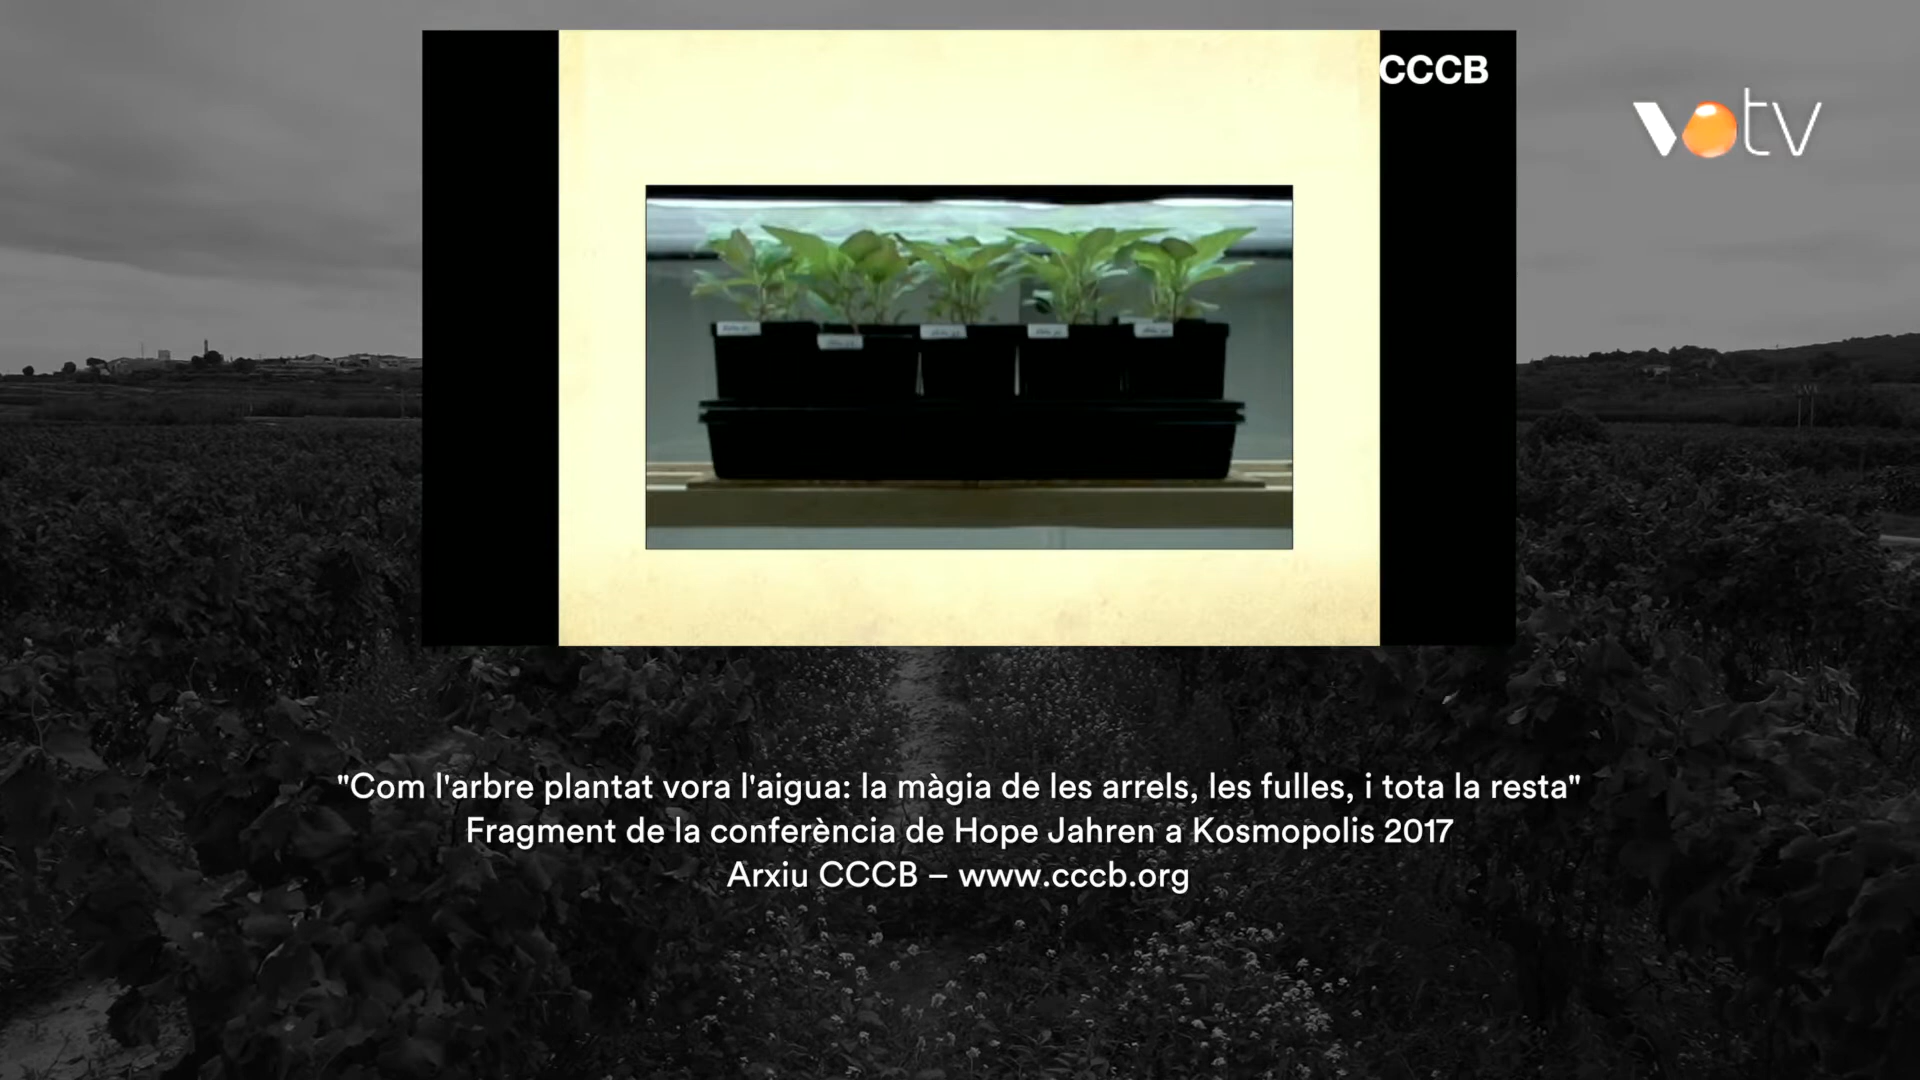 CCCB
votv
"Com l'arbre plantat vora l'aigua: la màgia de les arrels, les fulles, i tota la resta"
Fragment de la conferència de Hope Jahren a Kosmopolis 2017
Arxiu CCCB – www.cccb.org